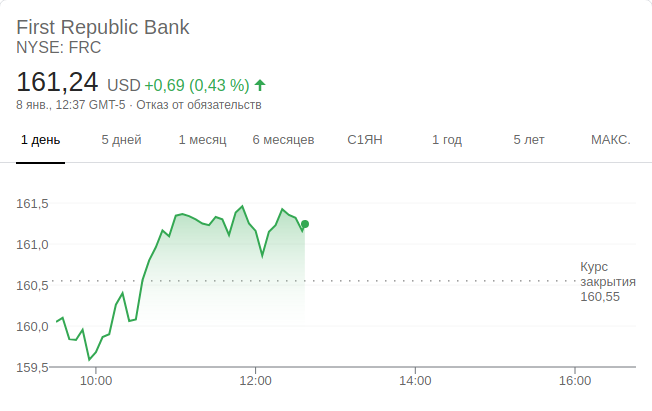 First Republic Bank
NYSE: FRC
161,24 USD +0,69 (0,43 %)
8 янв., 12:37 GMT-5 · Отказ от обязательств
1 день 5 дней 1 месяц 6 месяцев С1ЯН 1 год 5 лет МАКС.
161,5
161,0
160,5
160,0
159,5
Курс
закрытия
160,55
10:00 12:00 14:00 16:00